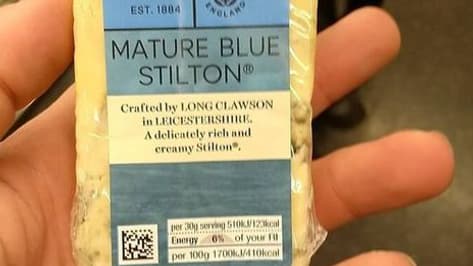 EST. 1884
ENGLAND
MATURE BLUE
STILTON®
Crafted by LONG CLAWSON
in LEICESTERSHIRE.
A delicately rich and
creamy Stilton®.
per 30g serving 510kJ/123kcal
Energy 6% of your RI
per 100g 1700kJ/410kcal